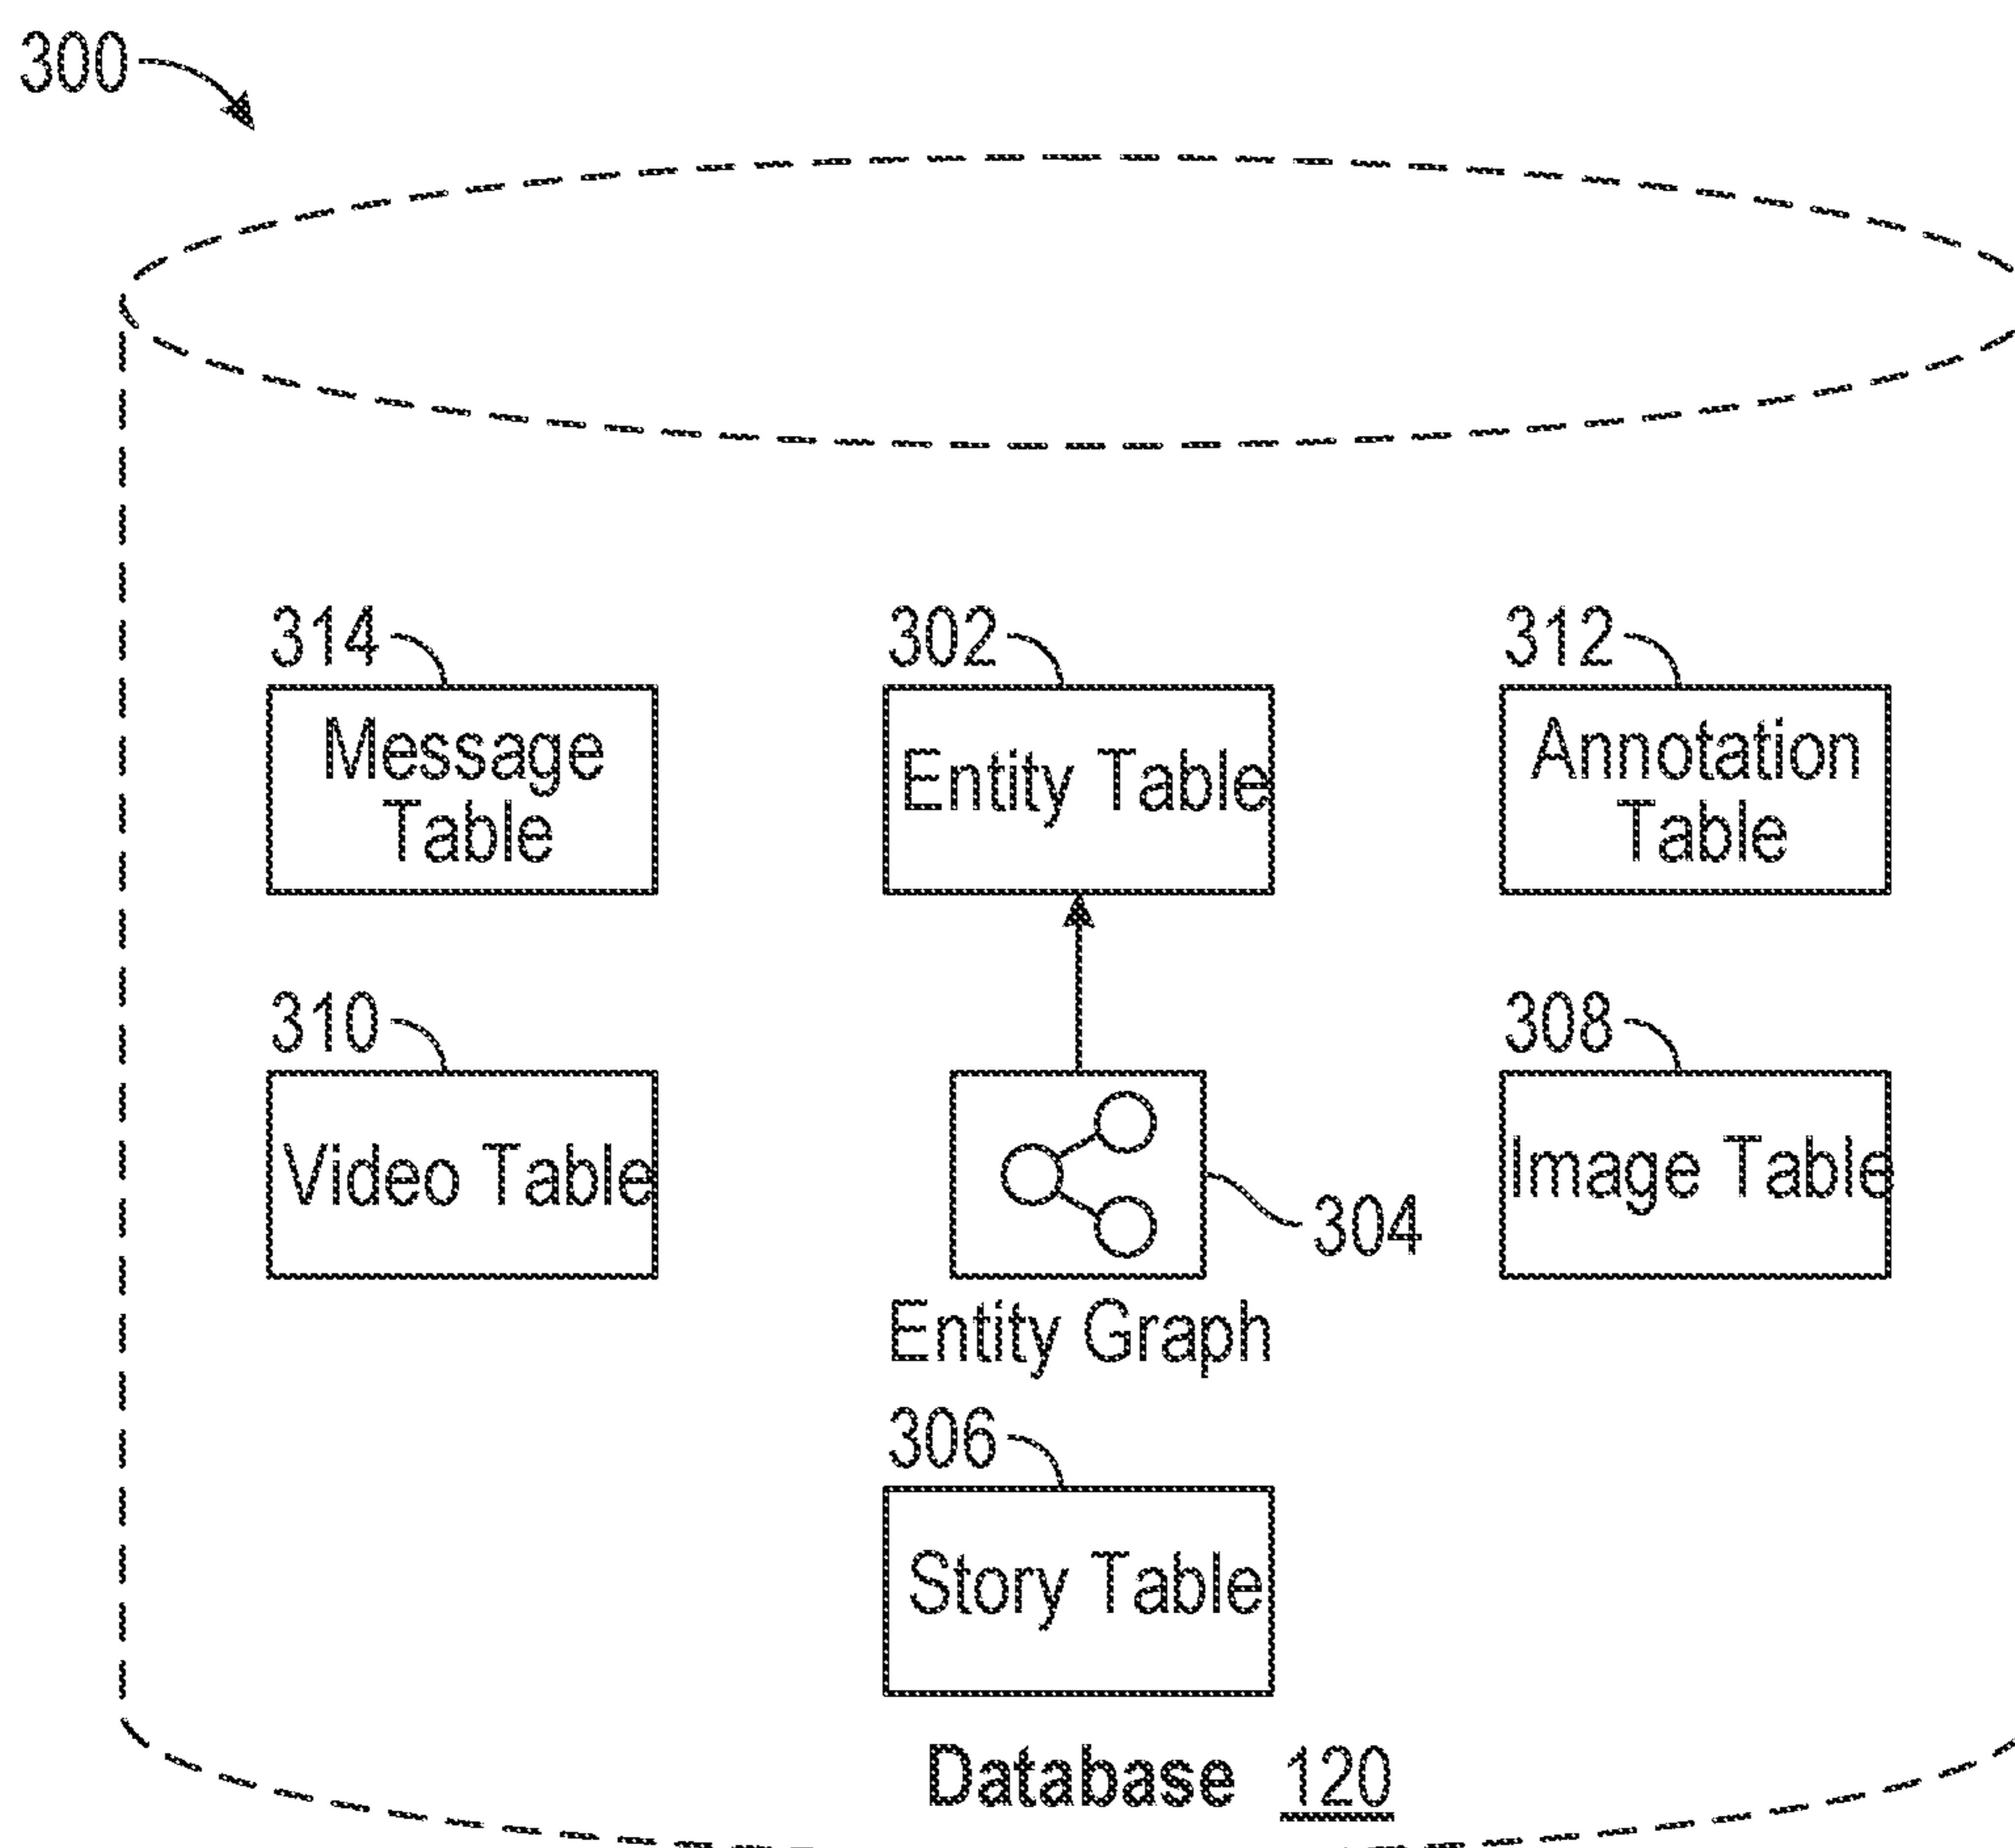 300
314
302
312
Message
Table
Entity Table
Annotation
Table
310
308
Video Table
304
Image Table
Entity Graph
306
Story Table
Database 120